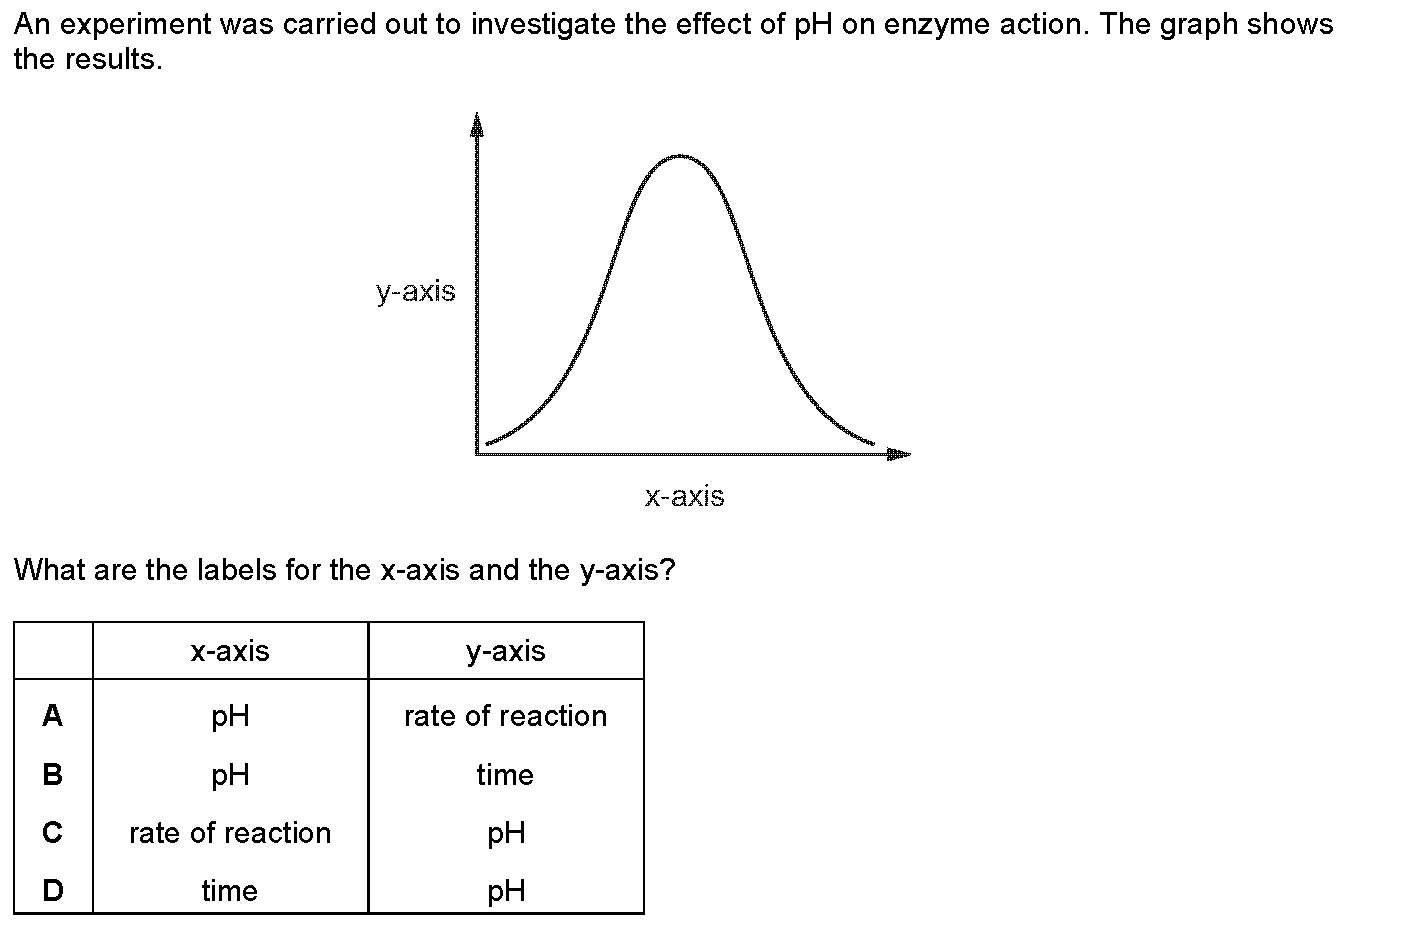 An experiment was carried out to investigate the effect of pH on enzyme action. The graph shows
the results.
y-axis
x-axis
What are the labels for the x-axis and the y-axis?
x-axis y-axis
A pH rate of reaction
B pH time
C rate of reaction pH
D time pH